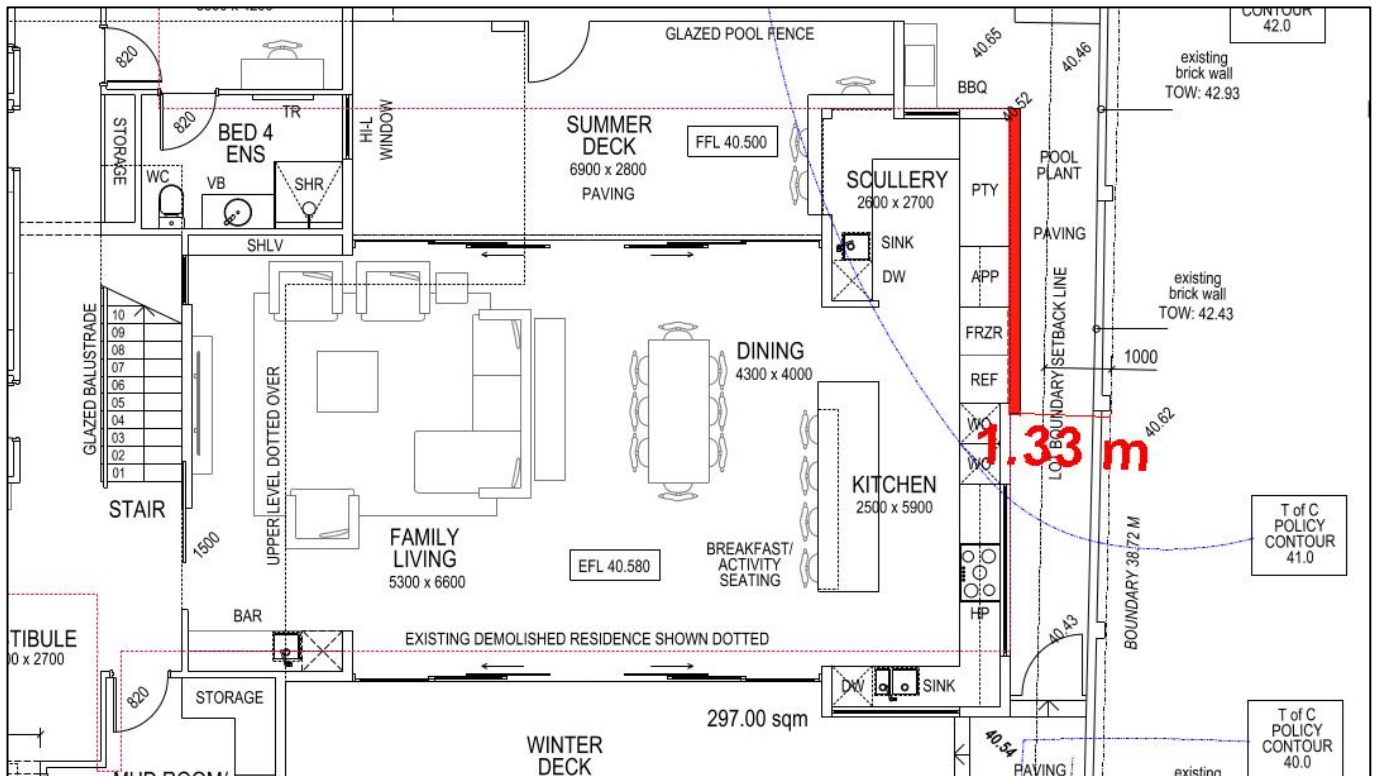 CONTOUR
42.0
GLAZED POOL FENCE
40.65
40.46
existing
brick wall
TOW: 42.93
820
BBQ
40.52
TR
820
STORAGE
BED 4
ENS
HI-L
WINDOW
SUMMER
DECK
6900 x 2800
PAVING
FFL 40.500
POOL
PLANT
WC
VB
SHR
SCULLERY
2600 x 2700
PTY
SHLV
SINK
PAVING
DW
APP
existing
brick wall
TOW: 42.43
GLAZED BALUSTRADE
10
09
08
07
06
05
04
03
02
01
UPPER LEVEL DOTTED OVER
DINING
4300 x 4000
FRZR
REF
LOT BOUNDARY SETBACK LINE
1000
40.62
WO
1.33 m
WO
STAIR
KITCHEN
2500 x 5900
1500
FAMILY
LIVING
5300 x 6600
EFL 40.580
BREAKFAST/
ACTIVITY
SEATING
T of C
POLICY
CONTOUR
41.0
BOUNDARY 38.72 M
HP
BAR
EXISTING DEMOLISHED RESIDENCE SHOWN DOTTED
40.43
TIBULE
00 x 2700
820
STORAGE
DW
SINK
297.00 sqm
WINTER
DECK
40.54
PAVING
T of C
POLICY
CONTOUR
40.0
MUD ROOM/
existing